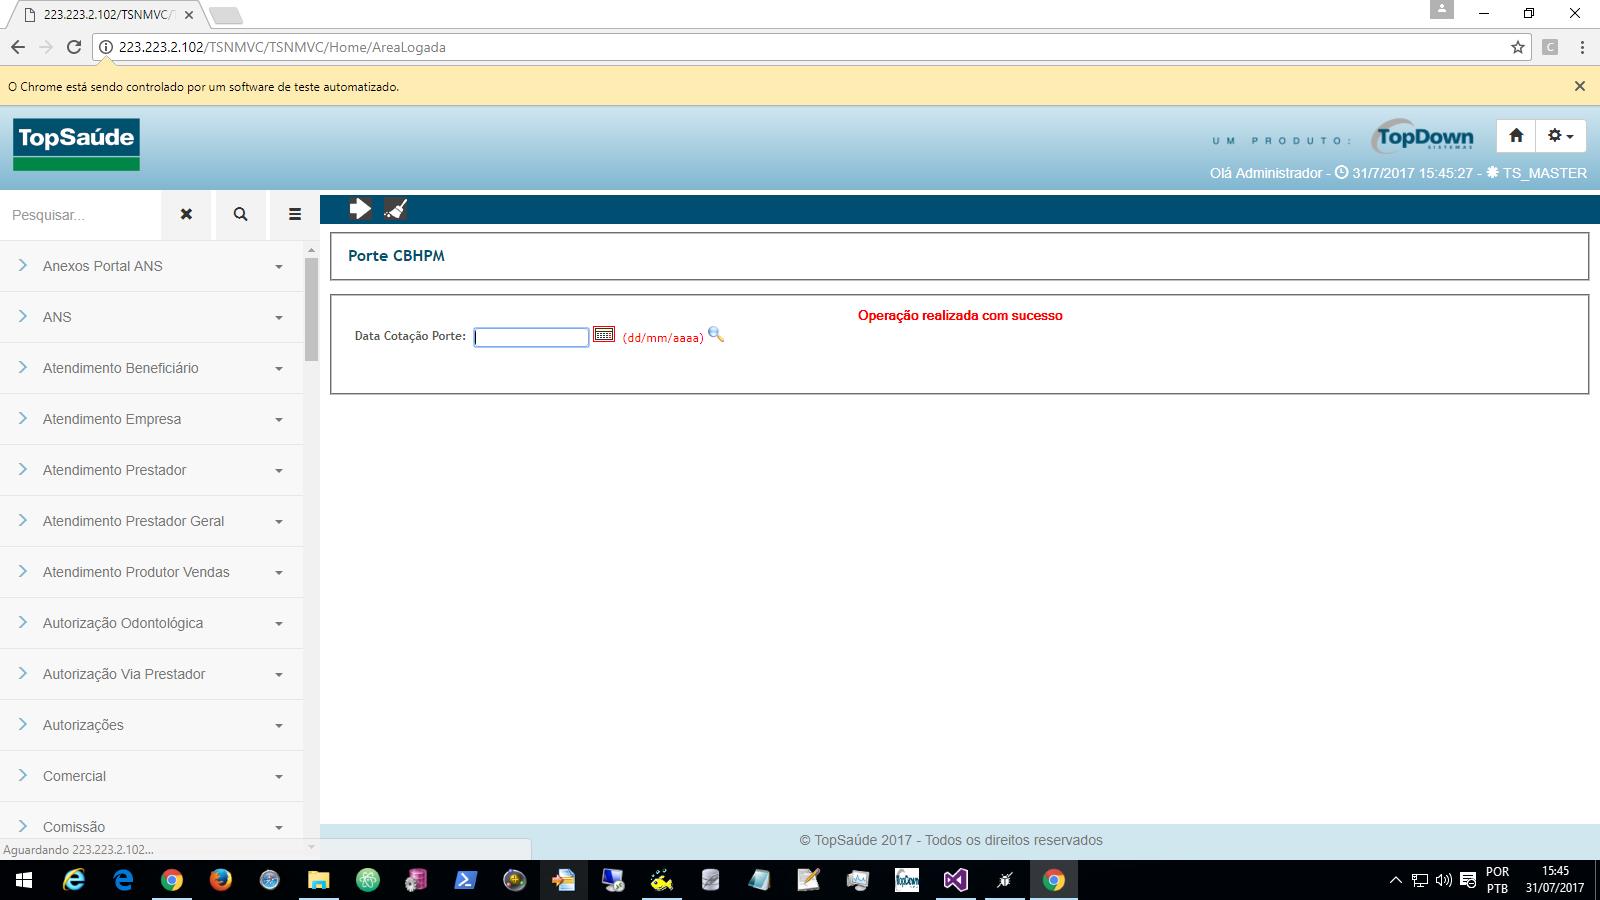 223.223.2.102/TSNMVC/
223.223.2.102/TSNMVC/TSNMVC/Home/AreaLogada
C
O Chrome está sendo controlado por um software de teste automatizado.
TopSaúde
UM PRODUTO:
TopDown
SISTEMAS
Olá Administrador - 31/7/2017 15:45:27 - TS_MASTER
Pesquisar...
Porte CBHPM
Operação realizada com sucesso
Data Cotação Porte: (dd/mm/aaaa)
Anexos Portal ANS
ANS
Atendimento Beneficiário
Atendimento Empresa
Atendimento Prestador
Atendimento Prestador Geral
Atendimento Produtor Vendas
Autorização Odontológica
Autorização Via Prestador
Autorizações
Comercial
Comissão
Aguardando 223.223.2.102...
© TopSaúde 2017 - Todos os direitos reservados
TopDown
POR
PTB
15:45
31/07/2017